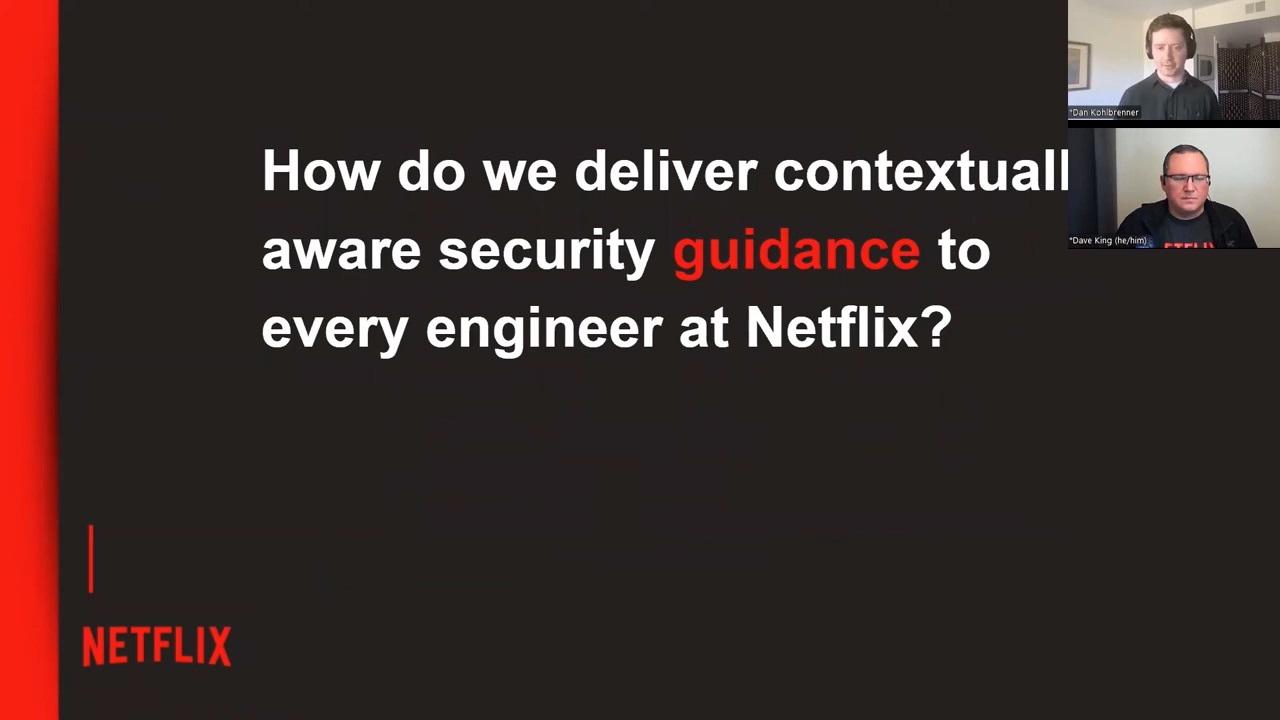 How do we deliver contextuall
aware security guidance to
every engineer at Netflix?
NETFLIX
*Dan Kohlbrenner
*Dave King (he/him)